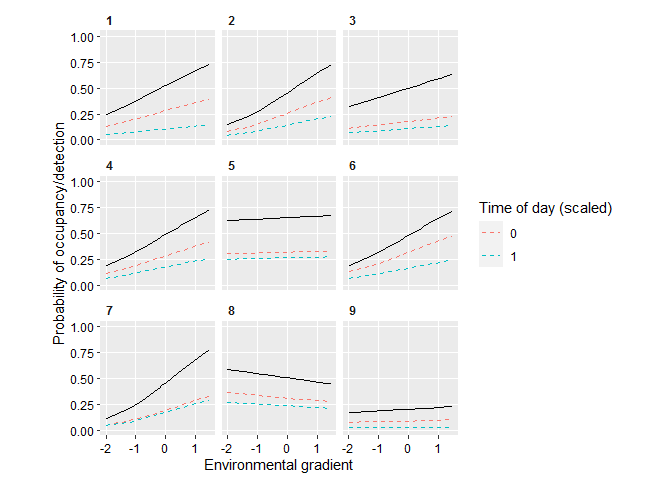 1 2 3
1.00
0.75
0.50
0.25
0.00
4 5 6
1.00
0.75
0.50
0.25
0.00
7 8 9
1.00
0.75
0.50
0.25
0.00
-2 -1 0 1 -2 -1 0 1 -2 -1 0 1
Environmental gradient
Probability of occupancy/detection
Time of day (scaled)
0
1